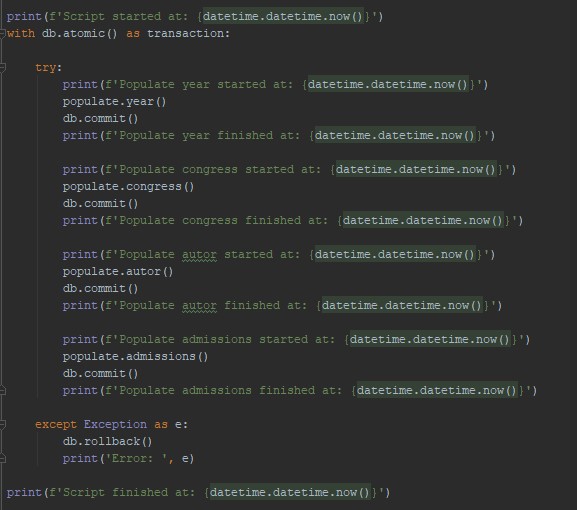 print(f'Script started at: {datetime.datetime.now()}')
with db.atomic() as transaction:
try:
print(f'Populate year started at: {datetime.datetime.now()}')
populate.year()
db.commit()
print(f'Populate year finished at: {datetime.datetime.now()}')
print(f'Populate congress started at: {datetime.datetime.now()}')
populate.congress()
db.commit()
print(f'Populate congress finished at: {datetime.datetime.now()}')
print(f'Populate autor started at: {datetime.datetime.now()}')
populate.autor()
db.commit()
print(f'Populate autor finished at: {datetime.datetime.now()}')
print(f'Populate admissions started at: {datetime.datetime.now()}')
populate.admissions()
db.commit()
print(f'Populate admissions finished at: {datetime.datetime.now()}')
except Exception as e:
db.rollback()
print('Error: ', e)
print(f'Script finished at: {datetime.datetime.now()}')